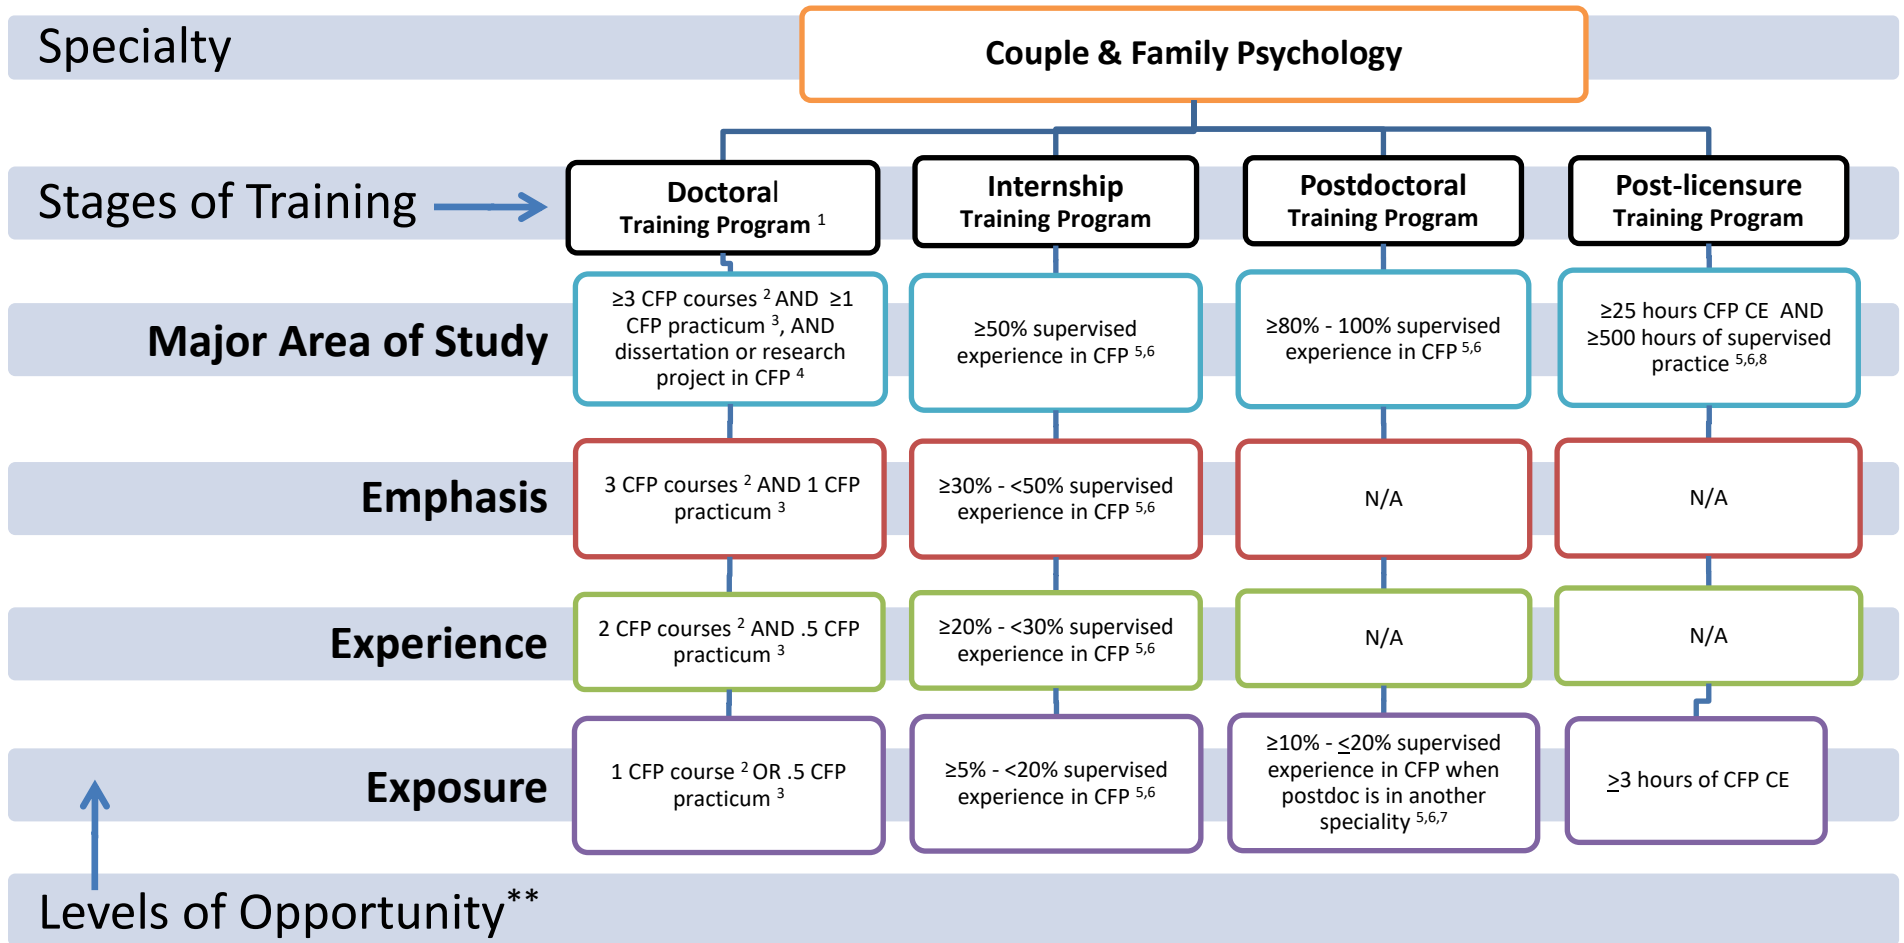 Specialty
Couple & Family Psychology
Stages of Training
Doctoral
Training Program 1
Internship
Training Program
Postdoctoral
Training Program
Post-licensure
Training Program
Major Area of Study
≥3 CFP courses 2 AND ≥1
CFP practicum 3, AND
dissertation or research
project in CFP 4
≥50% supervised
experience in CFP 5,6
≥80% - 100% supervised
experience in CFP 5,6
≥25 hours CFP CE AND
≥500 hours of supervised
practice 5,6,8
Emphasis
3 CFP courses 2 AND 1 CFP
practicum 3
≥30% - <50% supervised
experience in CFP 5,6
N/A
N/A
Experience
2 CFP courses 2 AND .5 CFP
practicum 3
≥20% - <30% supervised
experience in CFP 5,6
N/A
N/A
Exposure
1 CFP course 2 OR .5 CFP
practicum 3
≥5% - <20% supervised
experience in CFP 5,6
≥10% - ≤20% supervised
experience in CFP when
postdoc is in another
speciality 5,6,7
≥3 hours of CFP CE
Levels of Opportunity**